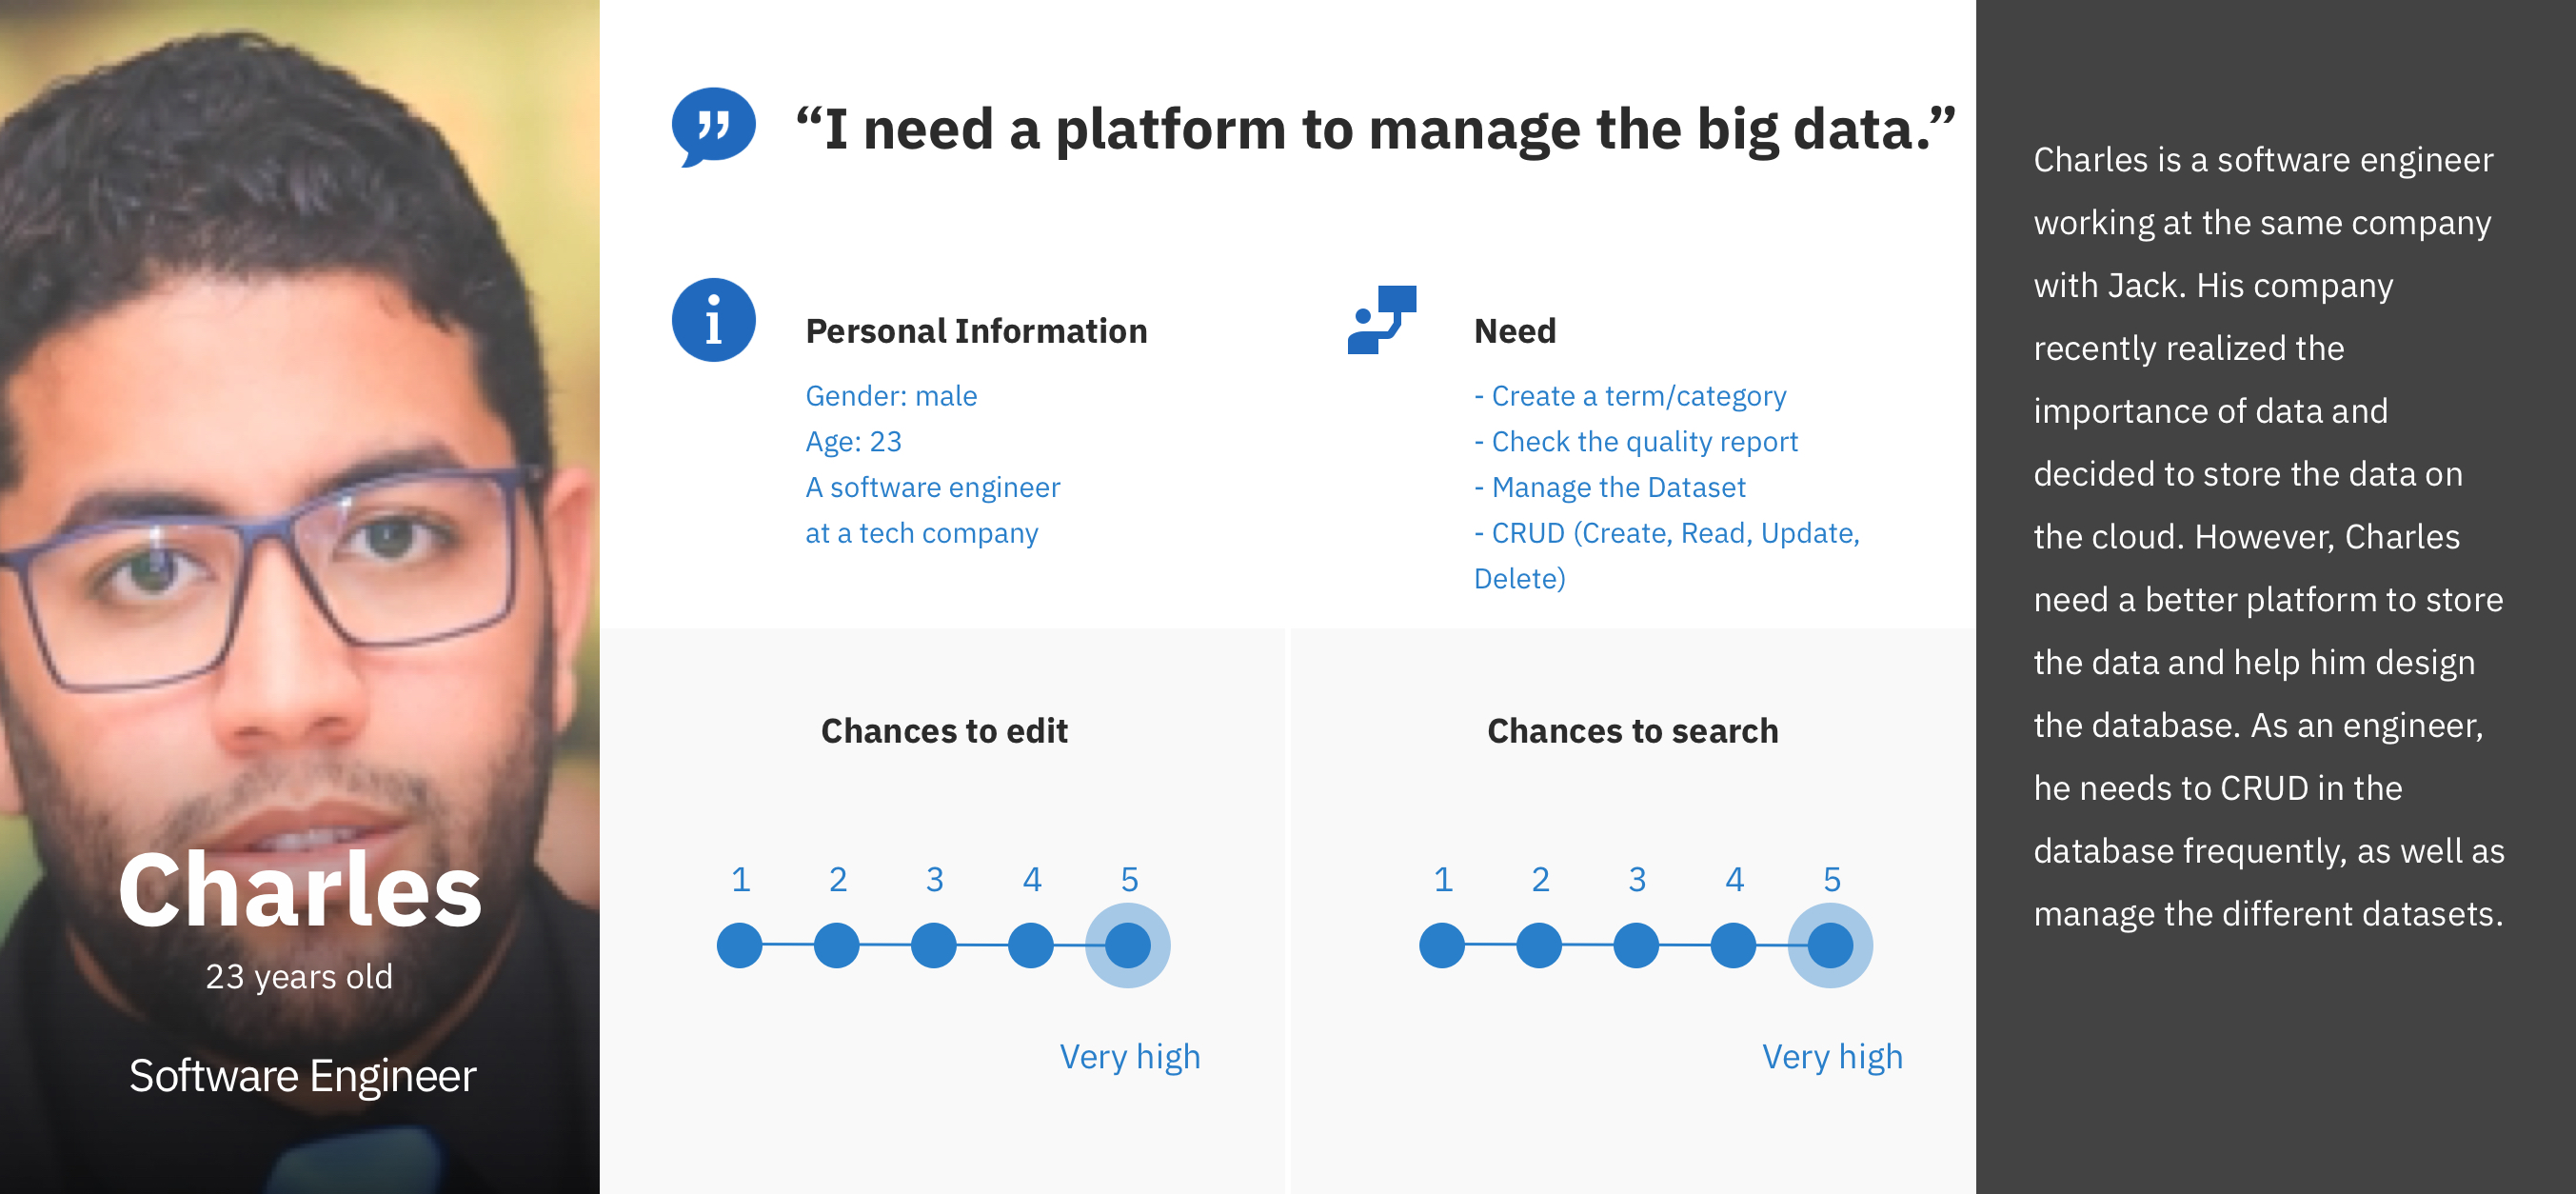 Charles
23 years old
Software Engineer
“I need a platform to manage the big data.”
Personal Information
Gender: male
Age: 23
A software engineer
at a tech company
Need
- Create a term/category
- Check the quality report
- Manage the Dataset
- CRUD (Create, Read, Update,
Delete)
Chances to edit
1 2 3 4 5
Very high
Chances to search
1 2 3 4 5
Very high
Charles is a software engineer
working at the same company
with Jack. His company
recently realized the
importance of data and
decided to store the data on
the cloud. However, Charles
need a better platform to store
the data and help him design
the database. As an engineer,
he needs to CRUD in the
database frequently, as well as
manage the different datasets.